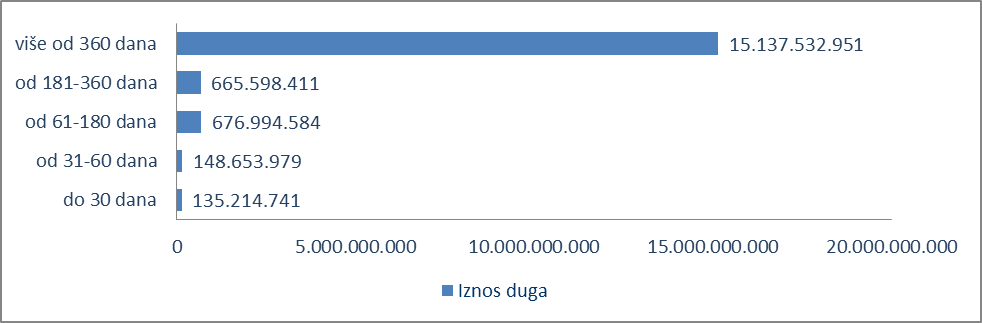 više od 360 dana 15.137.532.951
od 181-360 dana 665.598.411
od 61-180 dana 676.994.584
od 31-60 dana 148.653.979
do 30 dana 135.214.741
0 5.000.000.000 10.000.000.000 15.000.000.000 20.000.000.000
Iznos duga